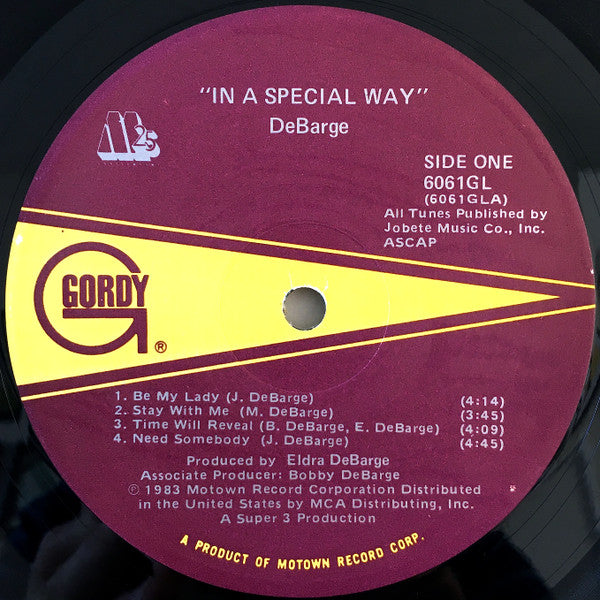 "IN A SPECIAL WAY"
DeBarge
M25
SIDE ONE
6061GL
(6061GLA)
All Tunes Published by
Jobete Music Co., Inc.
ASCAP
GORDY
®
1. Be My Lady (J. DeBarge) (4:14)
2. Stay With Me (M. DeBarge) (3:45)
3. Time Will Reveal (B. DeBarge, E. DeBarge) (4:09)
4. Need Somebody (J. DeBarge) (4:45)
Produced by Eldra DeBarge
Associate Producer: Bobby DeBarge
℗ 1983 Motown Record Corporation Distributed
in the United States by MCA Distributing, Inc.
A Super 3 Production
A PRODUCT OF MOTOWN RECORD CORP.